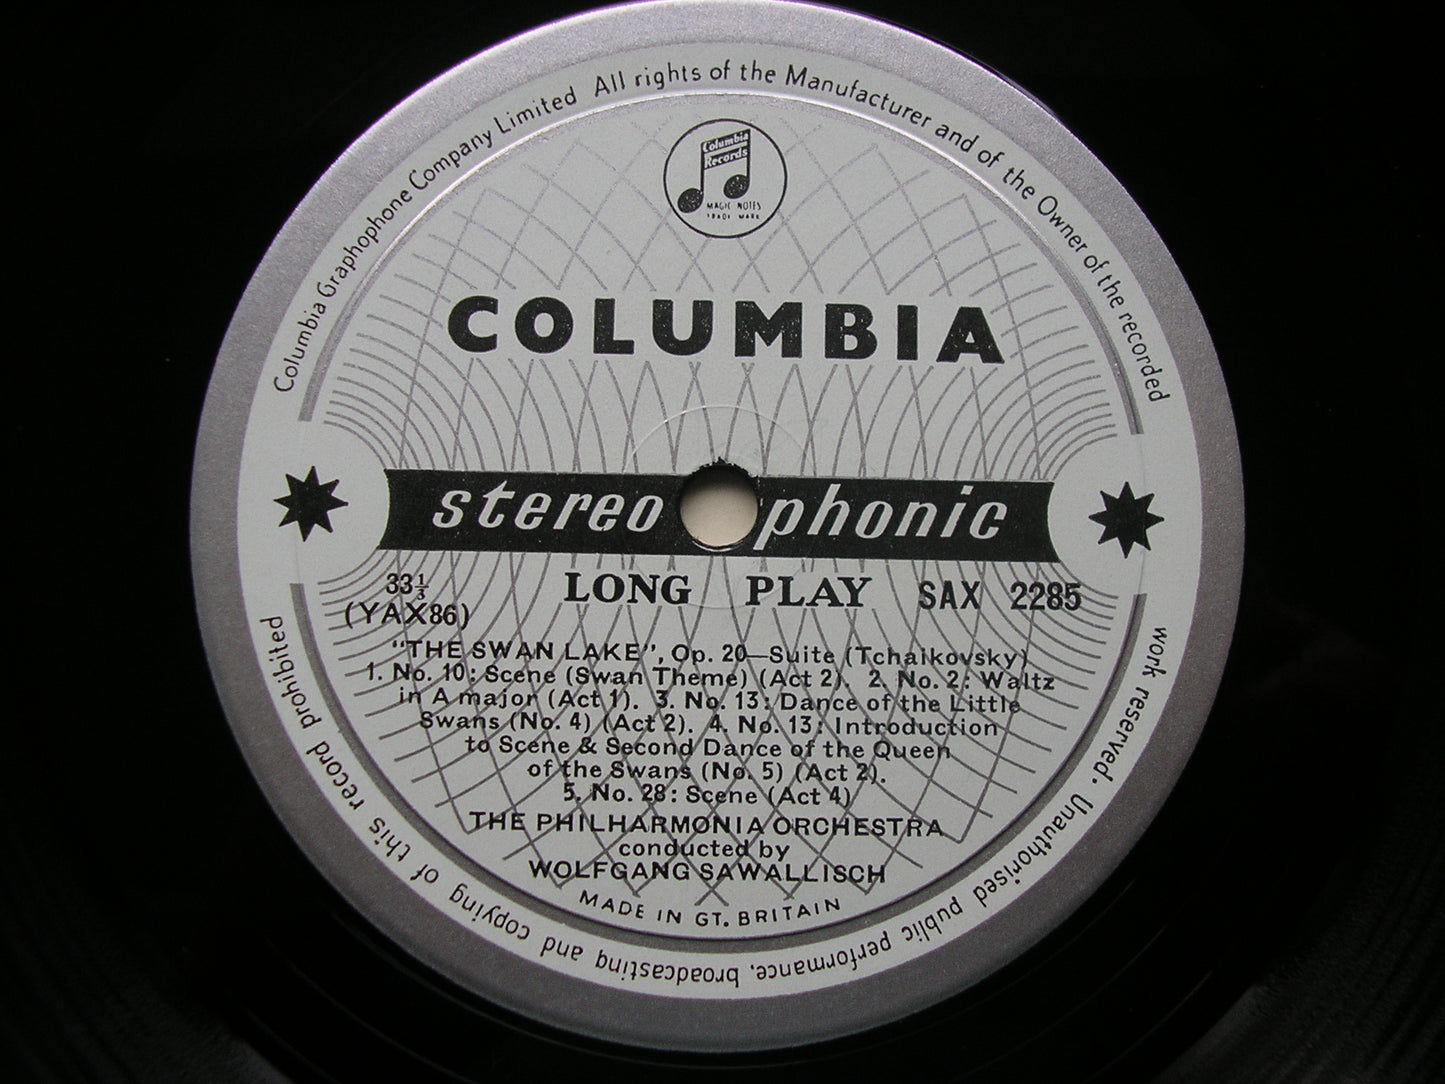 Columbia Graphophone Company Limited All rights of the Manufacturer and of the Owner of the recorded
work reserved. Unauthorised public performance, broadcasting and copying of this record prohibited
Columbia
Records
MAGIC NOTES
TRADE MARK
COLUMBIA
stereophonic
33⅓
LONG PLAY SAX 2285
(YAX86)
"THE SWAN LAKE", Op. 20—Suite (Tchaikovsky)
1. No. 10: Scene (Swan Theme) (Act 2). 2. No. 2: Waltz
in A major (Act 1). 3. No. 13: Dance of the Little
Swans (No. 4) (Act 2). 4. No. 13: Introduction
to Scene & Second Dance of the Queen
of the Swans (No. 5) (Act 2).
5. No. 28: Scene (Act 4)
THE PHILHARMONIA ORCHESTRA
conducted by
WOLFGANG SAWALLISCH
MADE IN GT. BRITAIN